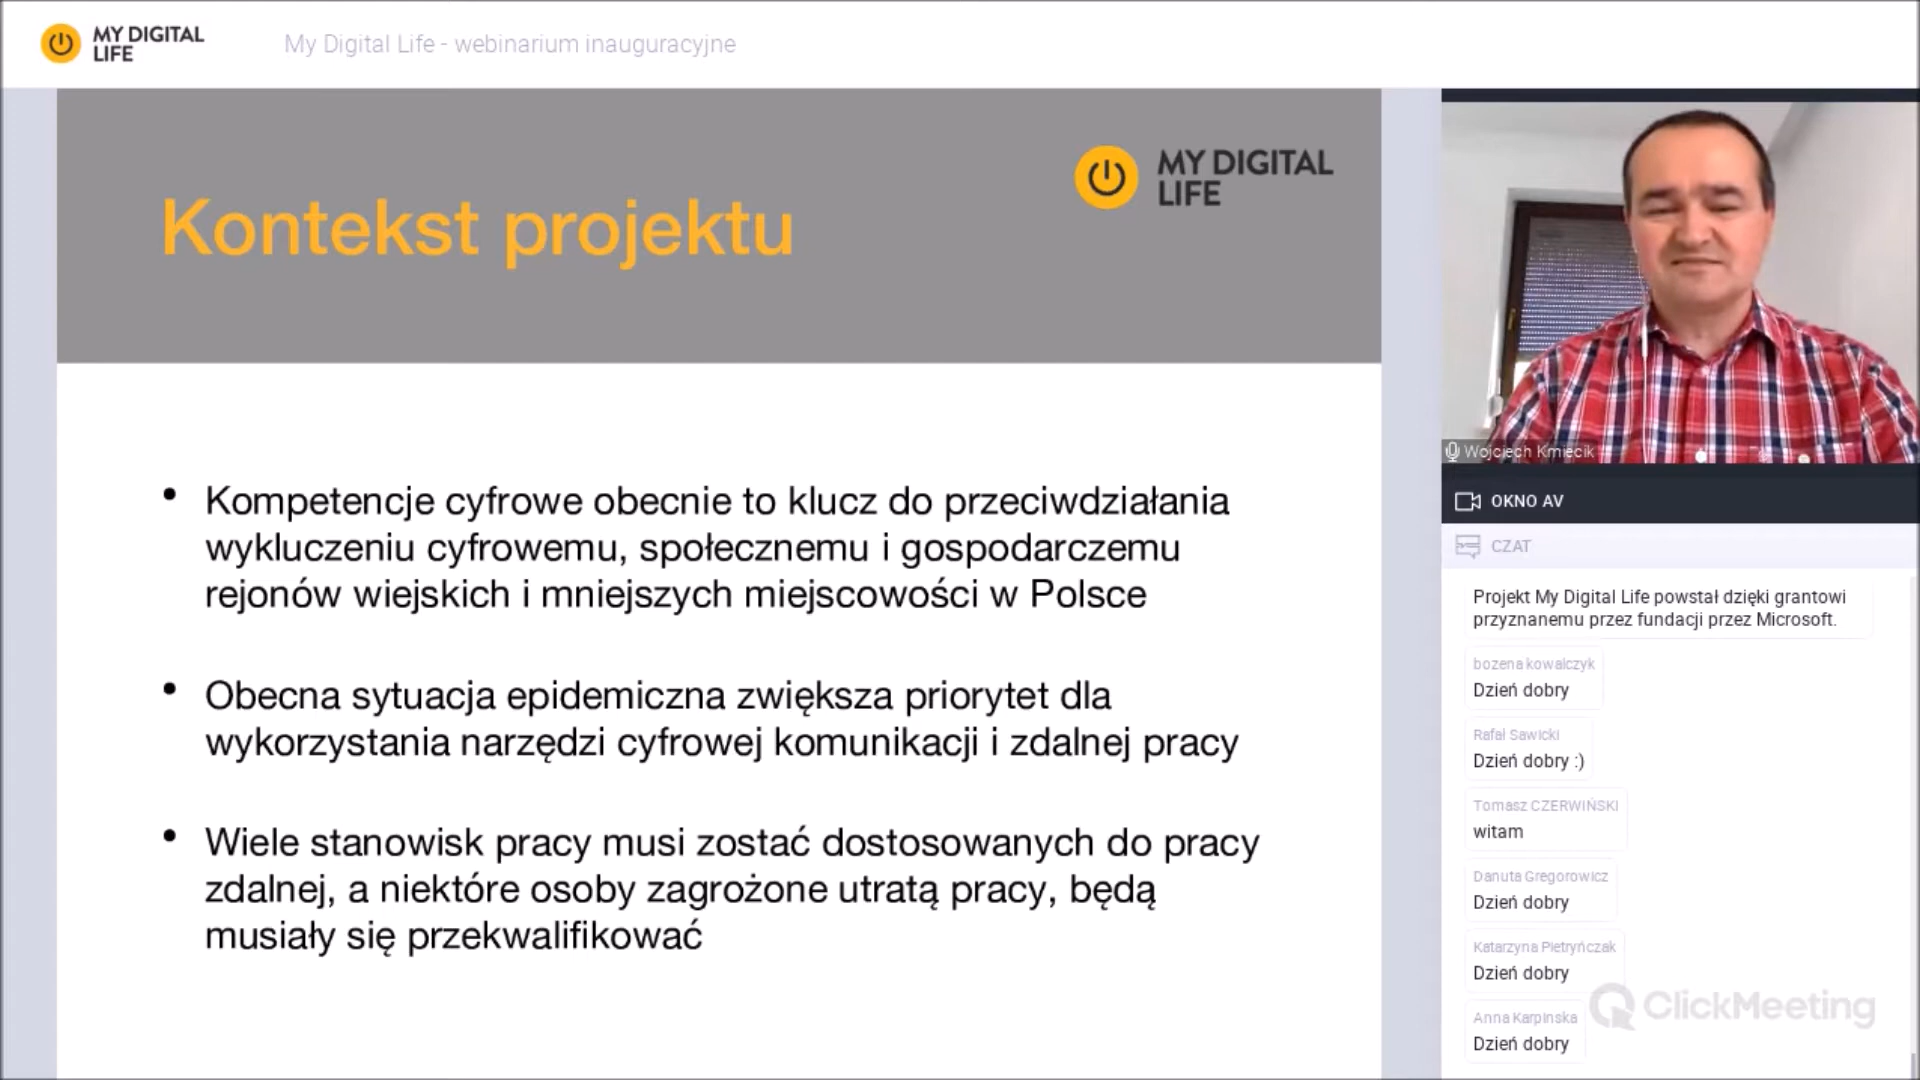 MY DIGITAL
LIFE
My Digital Life - webinarium inauguracyjne
Kontekst projektu
MY DIGITAL
LIFE
• Kompetencje cyfrowe obecnie to klucz do przeciwdziałania
wykluczeniu cyfrowemu, społecznemu i gospodarczemu
rejonów wiejskich i mniejszych miejscowości w Polsce
• Obecna sytuacja epidemiczna zwiększa priorytet dla
wykorzystania narzędzi cyfrowej komunikacji i zdalnej pracy
• Wiele stanowisk pracy musi zostać dostosowanych do pracy
zdalnej, a niektóre osoby zagrożone utratą pracy, będą
musiały się przekwalifikować
Wojciech Kmiecik
OKNO AV
CZAT
Projekt My Digital Life powstał dzięki grantowi
przyznanemu przez fundacji przez Microsoft.
bozena kowalczyk
Dzień dobry
Rafał Sawicki
Dzień dobry :)
Tomasz CZERWIŃSKI
witam
Danuta Gregorowicz
Dzień dobry
Katarzyna Pietryńczak
Dzień dobry
Anna Karpinska
Dzień dobry
ClickMeeting